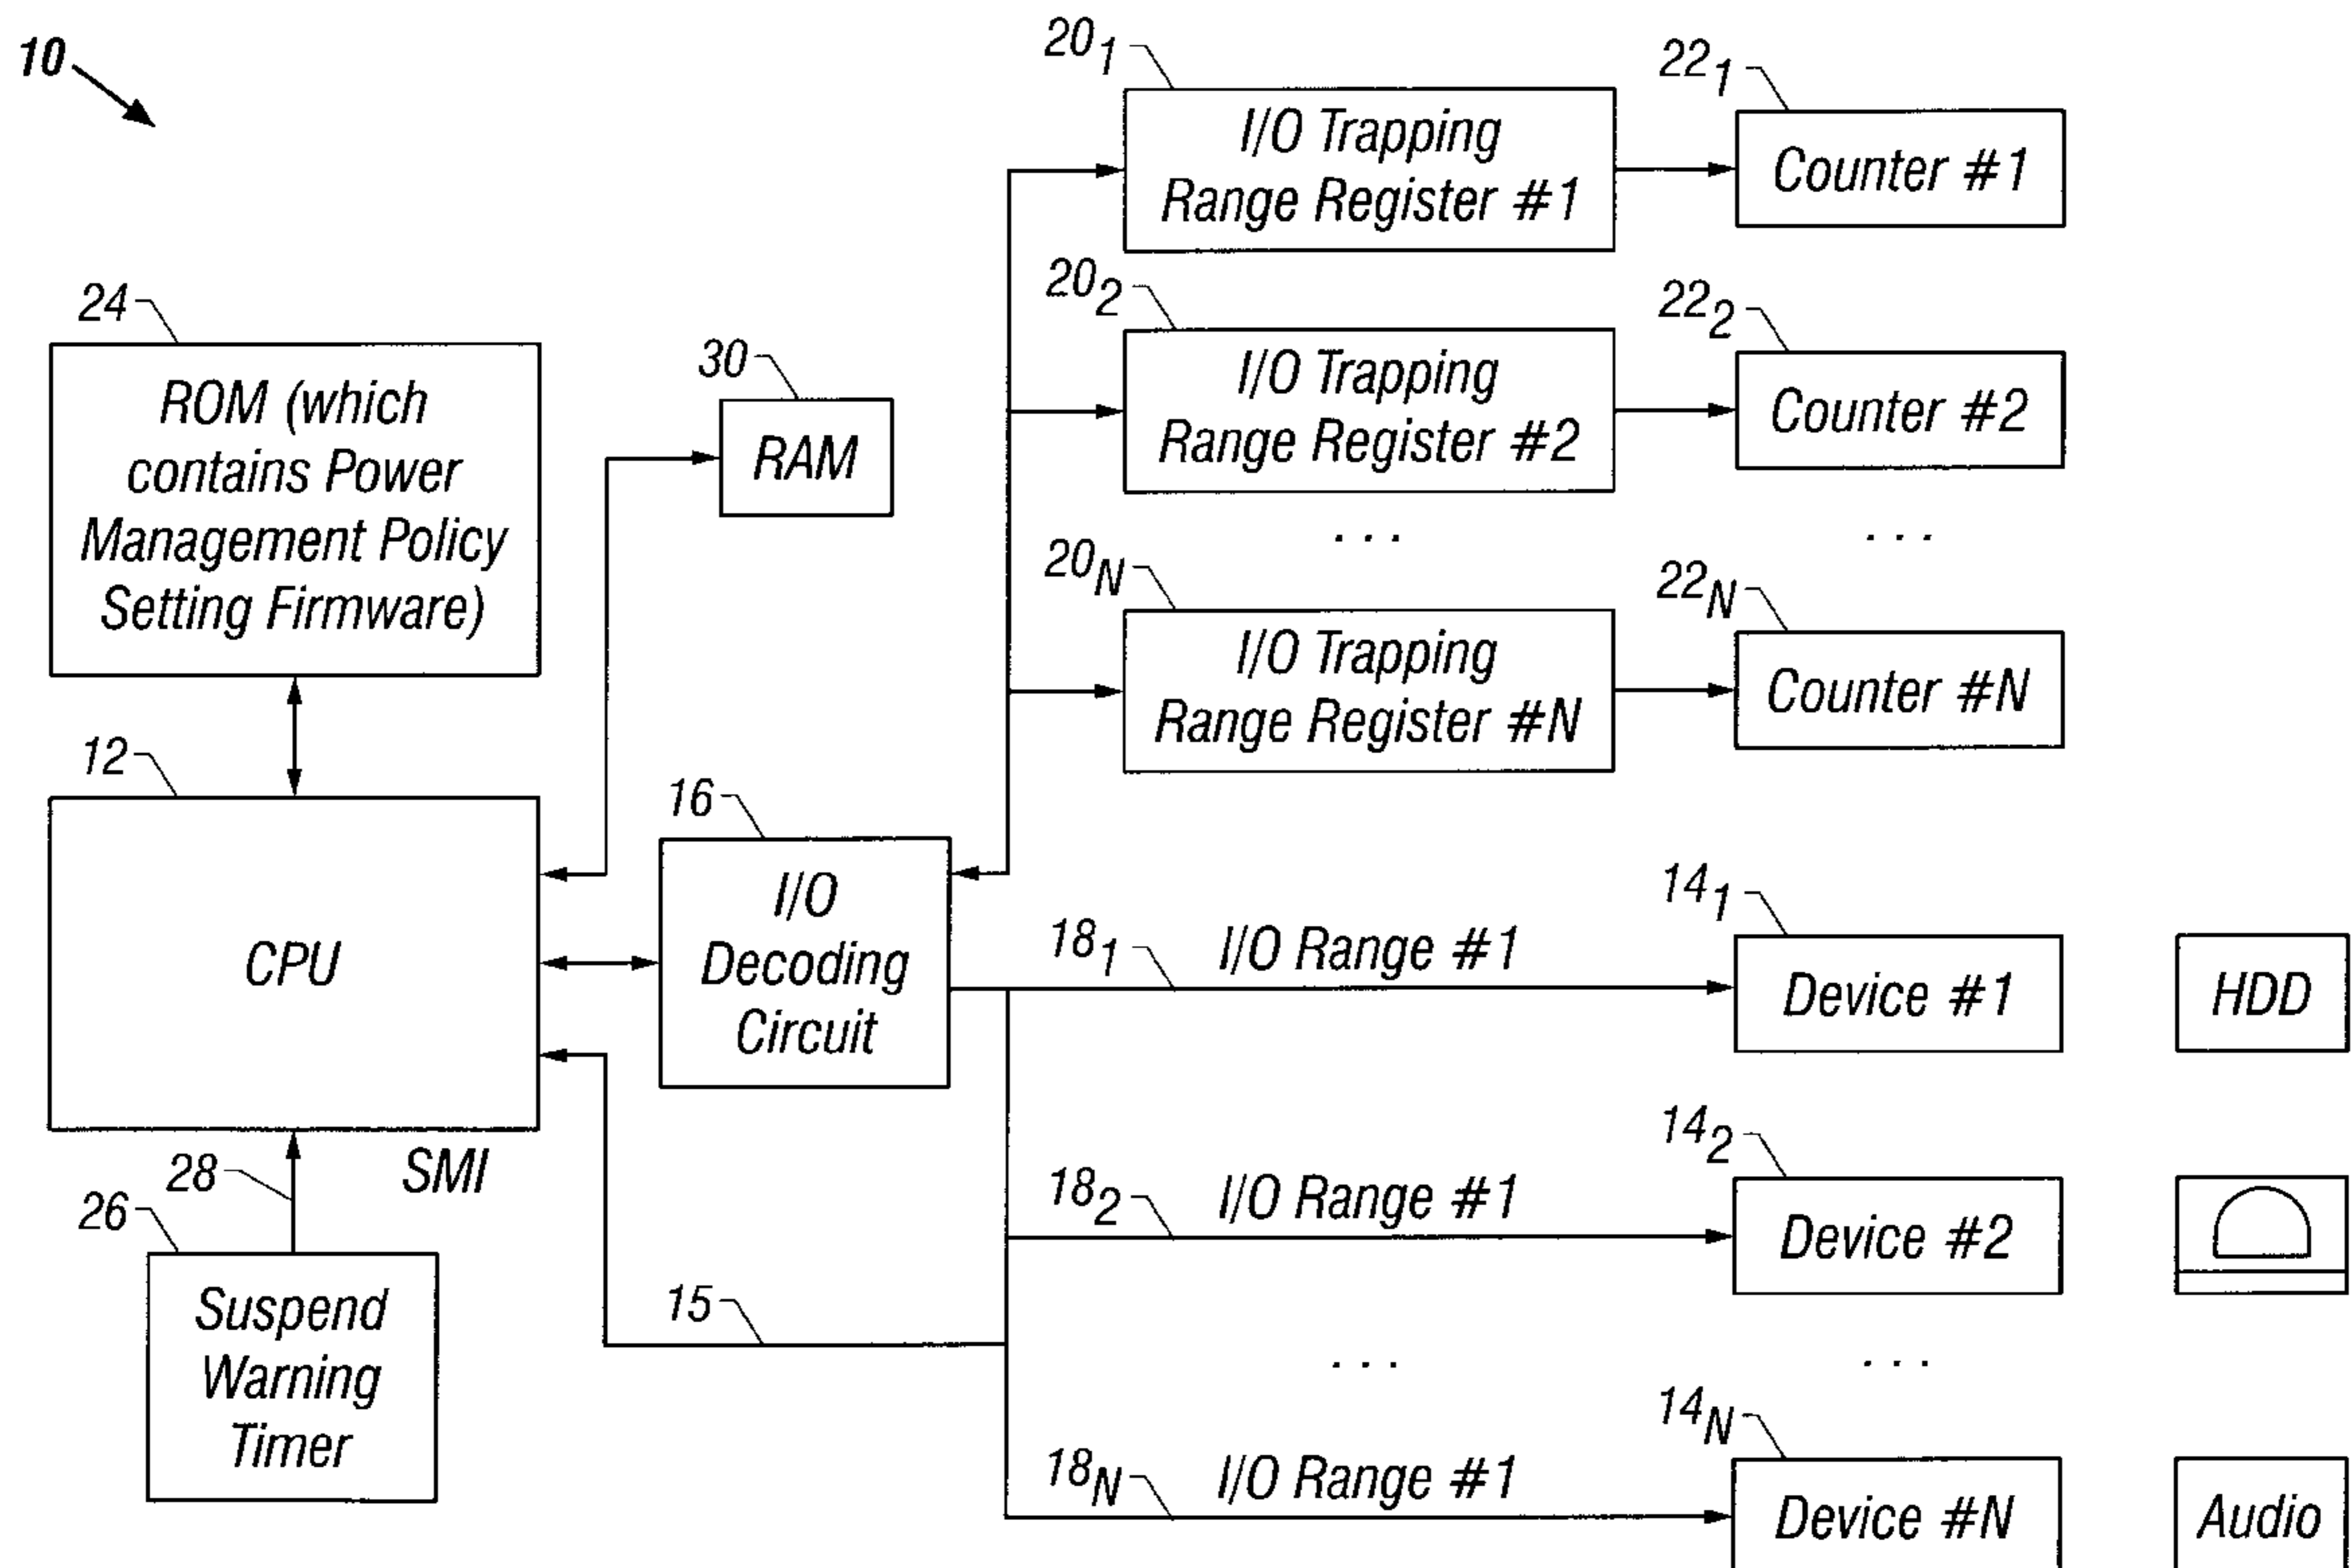 10
20₁
I/O Trapping
Range Register #1
22₁
Counter #1
24
ROM (which
contains Power
Management Policy
Setting Firmware)
30
RAM
20₂
I/O Trapping
Range Register #2
22₂
Counter #2
. . .
. . .
20N
I/O Trapping
Range Register #N
22N
Counter #N
12
CPU
16
I/O
Decoding
Circuit
18₁
I/O Range #1
14₁
Device #1
HDD
SMI
28
26
Suspend
Warning
Timer
15
18₂
I/O Range #1
14₂
Device #2
. . .
. . .
18N
I/O Range #1
14N
Device #N
Audio